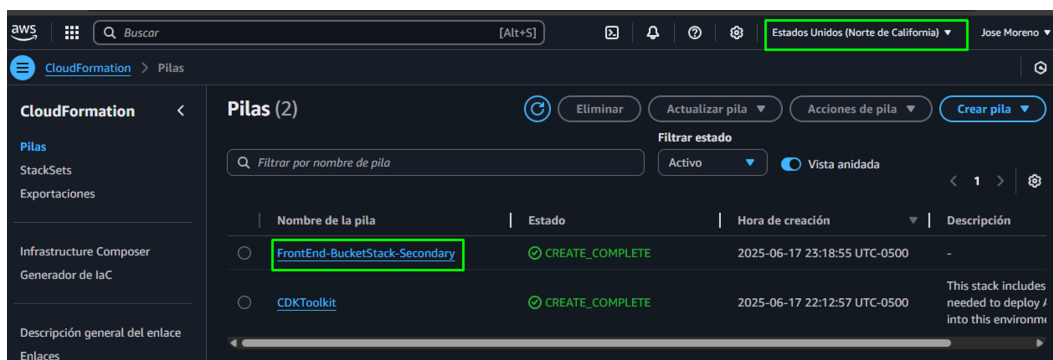 aws
Buscar [Alt+S] Estados Unidos (Norte de California) Jose Moreno
CloudFormation > Pilas
CloudFormation
Pilas
StackSets
Exportaciones
Infrastructure Composer
Generador de IaC
Descripción general del enlace
Enlaces
Pilas (2)
Eliminar Actualizar pila Acciones de pila Crear pila
Filtrar estado
Filtrar por nombre de pila Activo Vista anidada
1
Nombre de la pila Estado Hora de creación Descripción
FrontEnd-BucketStack-Secondary CREATE_COMPLETE 2025-06-17 23:18:55 UTC-0500 -
This stack includes
CDKToolkit CREATE_COMPLETE 2025-06-17 22:12:57 UTC-0500 needed to deploy
into this environme